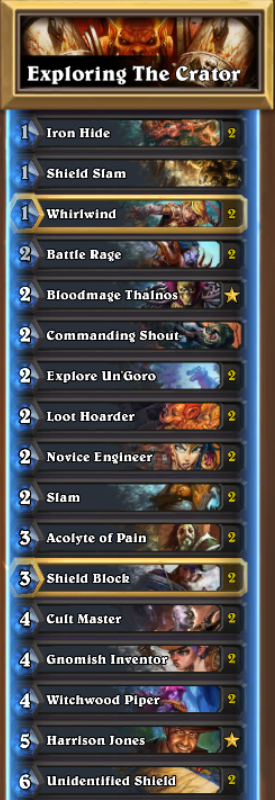 Exploring The Crator
1 Iron Hide 2
1 Shield Slam
1 Whirlwind 2
2 Battle Rage 2
2 Bloodmage Thalnos
2 Commanding Shout
2 Explore Un'Goro 2
2 Loot Hoarder 2
2 Novice Engineer 2
2 Slam 2
3 Acolyte of Pain 2
3 Shield Block 2
4 Cult Master 2
4 Gnomish Inventor 2
4 Witchwood Piper 2
5 Harrison Jones
6 Unidentified Shield 2